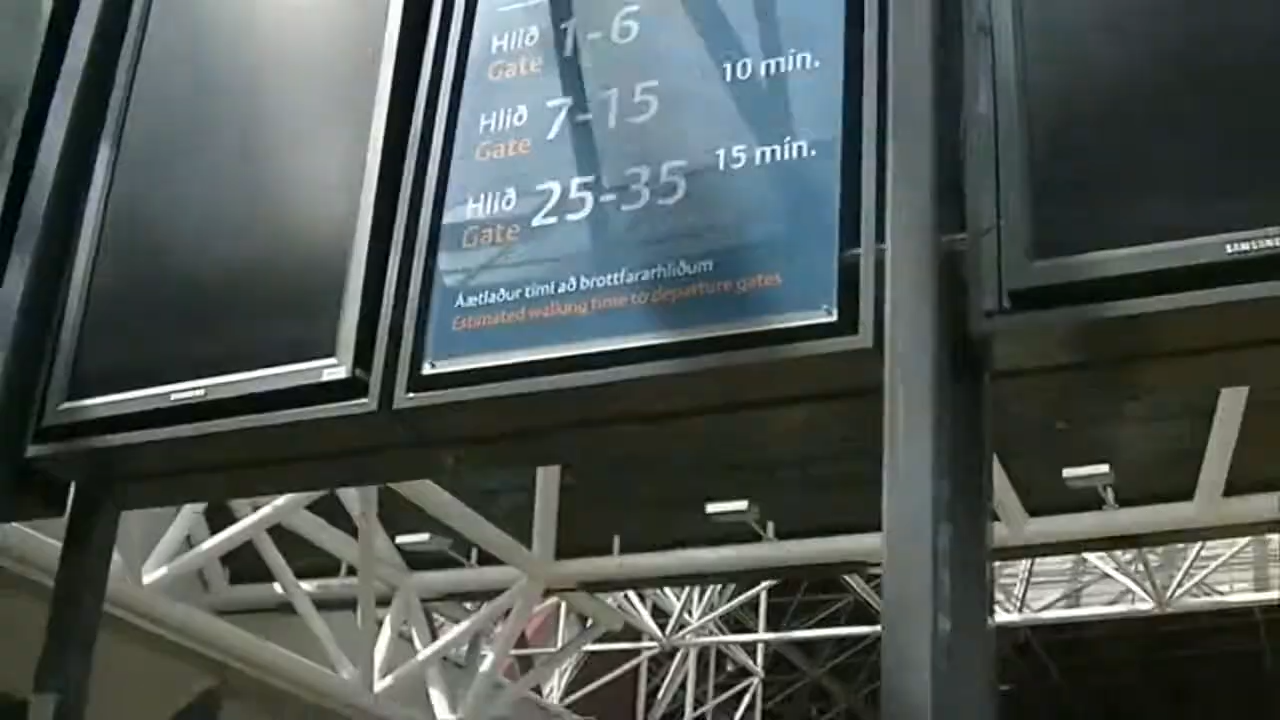 Hlið 1-6
Gate
10 mín.
Hlið 7-15
Gate
15 mín.
Hlið 25-35
Gate
Áætlaður tími að brottfararhliðum
Estimated walking time to departure gates
SAMSUNG